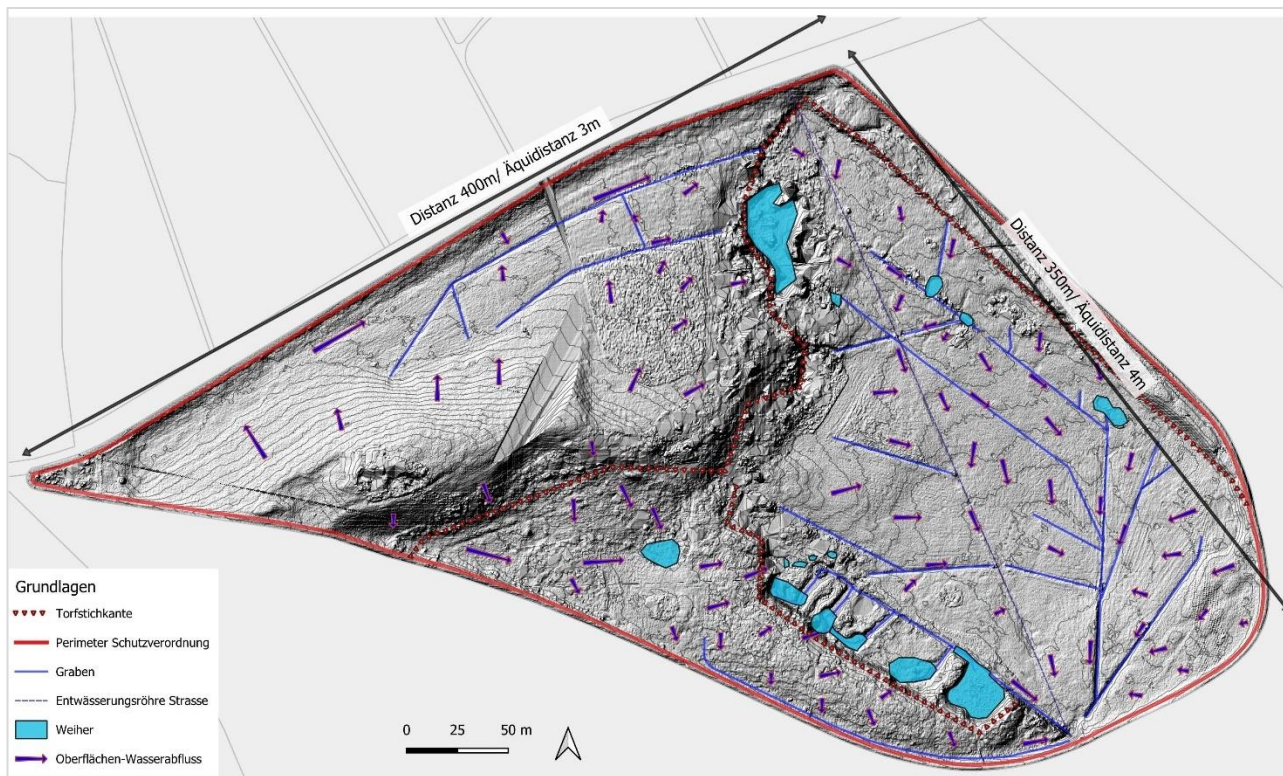 Distanz 400m/ Äquidistanz 3m
Distanz 350m/ Äquidistanz 4m
Grundlagen
Torfstichkante
Perimeter Schutzverordnung
Graben
Entwässerungsröhre Strasse
Weiher
Oberflächen-Wasserabfluss
0 25 50 m